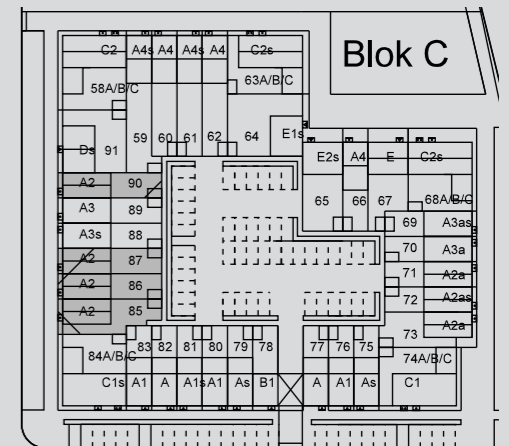 Blok C
C2 A4s A4 A4s A4 C2s
58A/B/C 63A/B/C
59 60 61 62 64 E1s
Ds 91
E2s A4 E C2s
A2 90
A3 89
65 66 67 68A/B/C
A3s 88
69 A3as
70 A3a
A2 87
71 A2a
A2 86
72 A2as
A2 85
73 A2a
84A/B/C 83 82 81 80 79 78 77 76 75 74A/B/C
C1s A1 A A1s A1 As B1 A A1 As C1